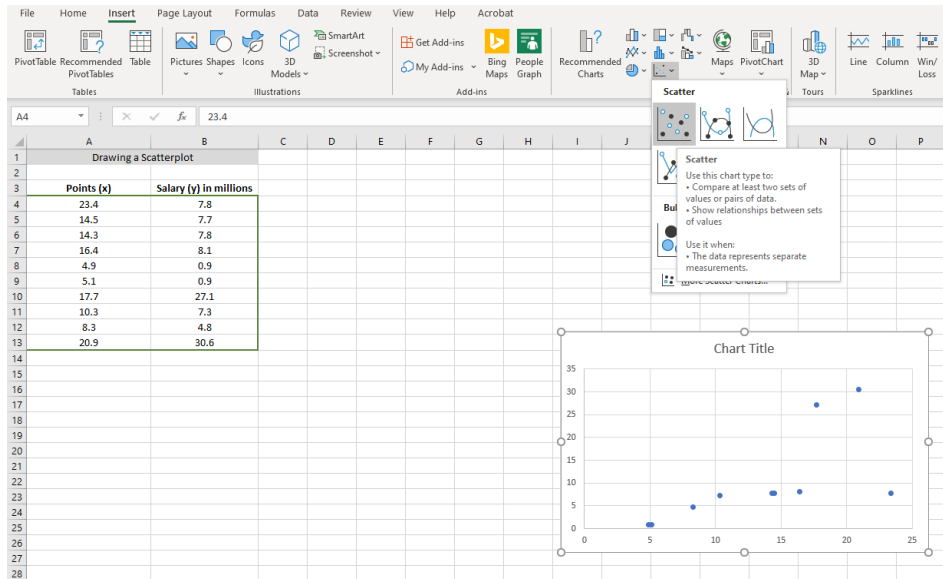 File Home Insert Page Layout Formulas Data Review View Help Acrobat
PivotTable Recommended PivotTables Table
Tables
Pictures Shapes Icons 3D Models
SmartArt
Screenshot
Illustrations
Get Add-ins
My Add-ins
Bing Maps People Graph
Add-ins
Recommended Charts
Maps PivotChart
3D Map
Tours
Line Column Win/Loss
Sparklines
A4 fx 23.4
A B C D E F G H I J N O P
1 Drawing a Scatterplot
2
3 Points (x) Salary (y) in millions
4 23.4 7.8
5 14.5 7.7
6 14.3 7.8
7 16.4 8.1
8 4.9 0.9
9 5.1 0.9
10 17.7 27.1
11 10.3 7.3
12 8.3 4.8
13 20.9 30.6
14
15
16
17
18
19
20
21
22
23
24
25
26
27
28
Scatter
Scatter
Use this chart type to:
• Compare at least two sets of
values or pairs of data.
• Show relationships between sets
of values
Use it when:
• The data represents separate
measurements.
Bu
More Scatter Charts...
Chart Title
35
30
25
20
15
10
5
0
0 5 10 15 20 25